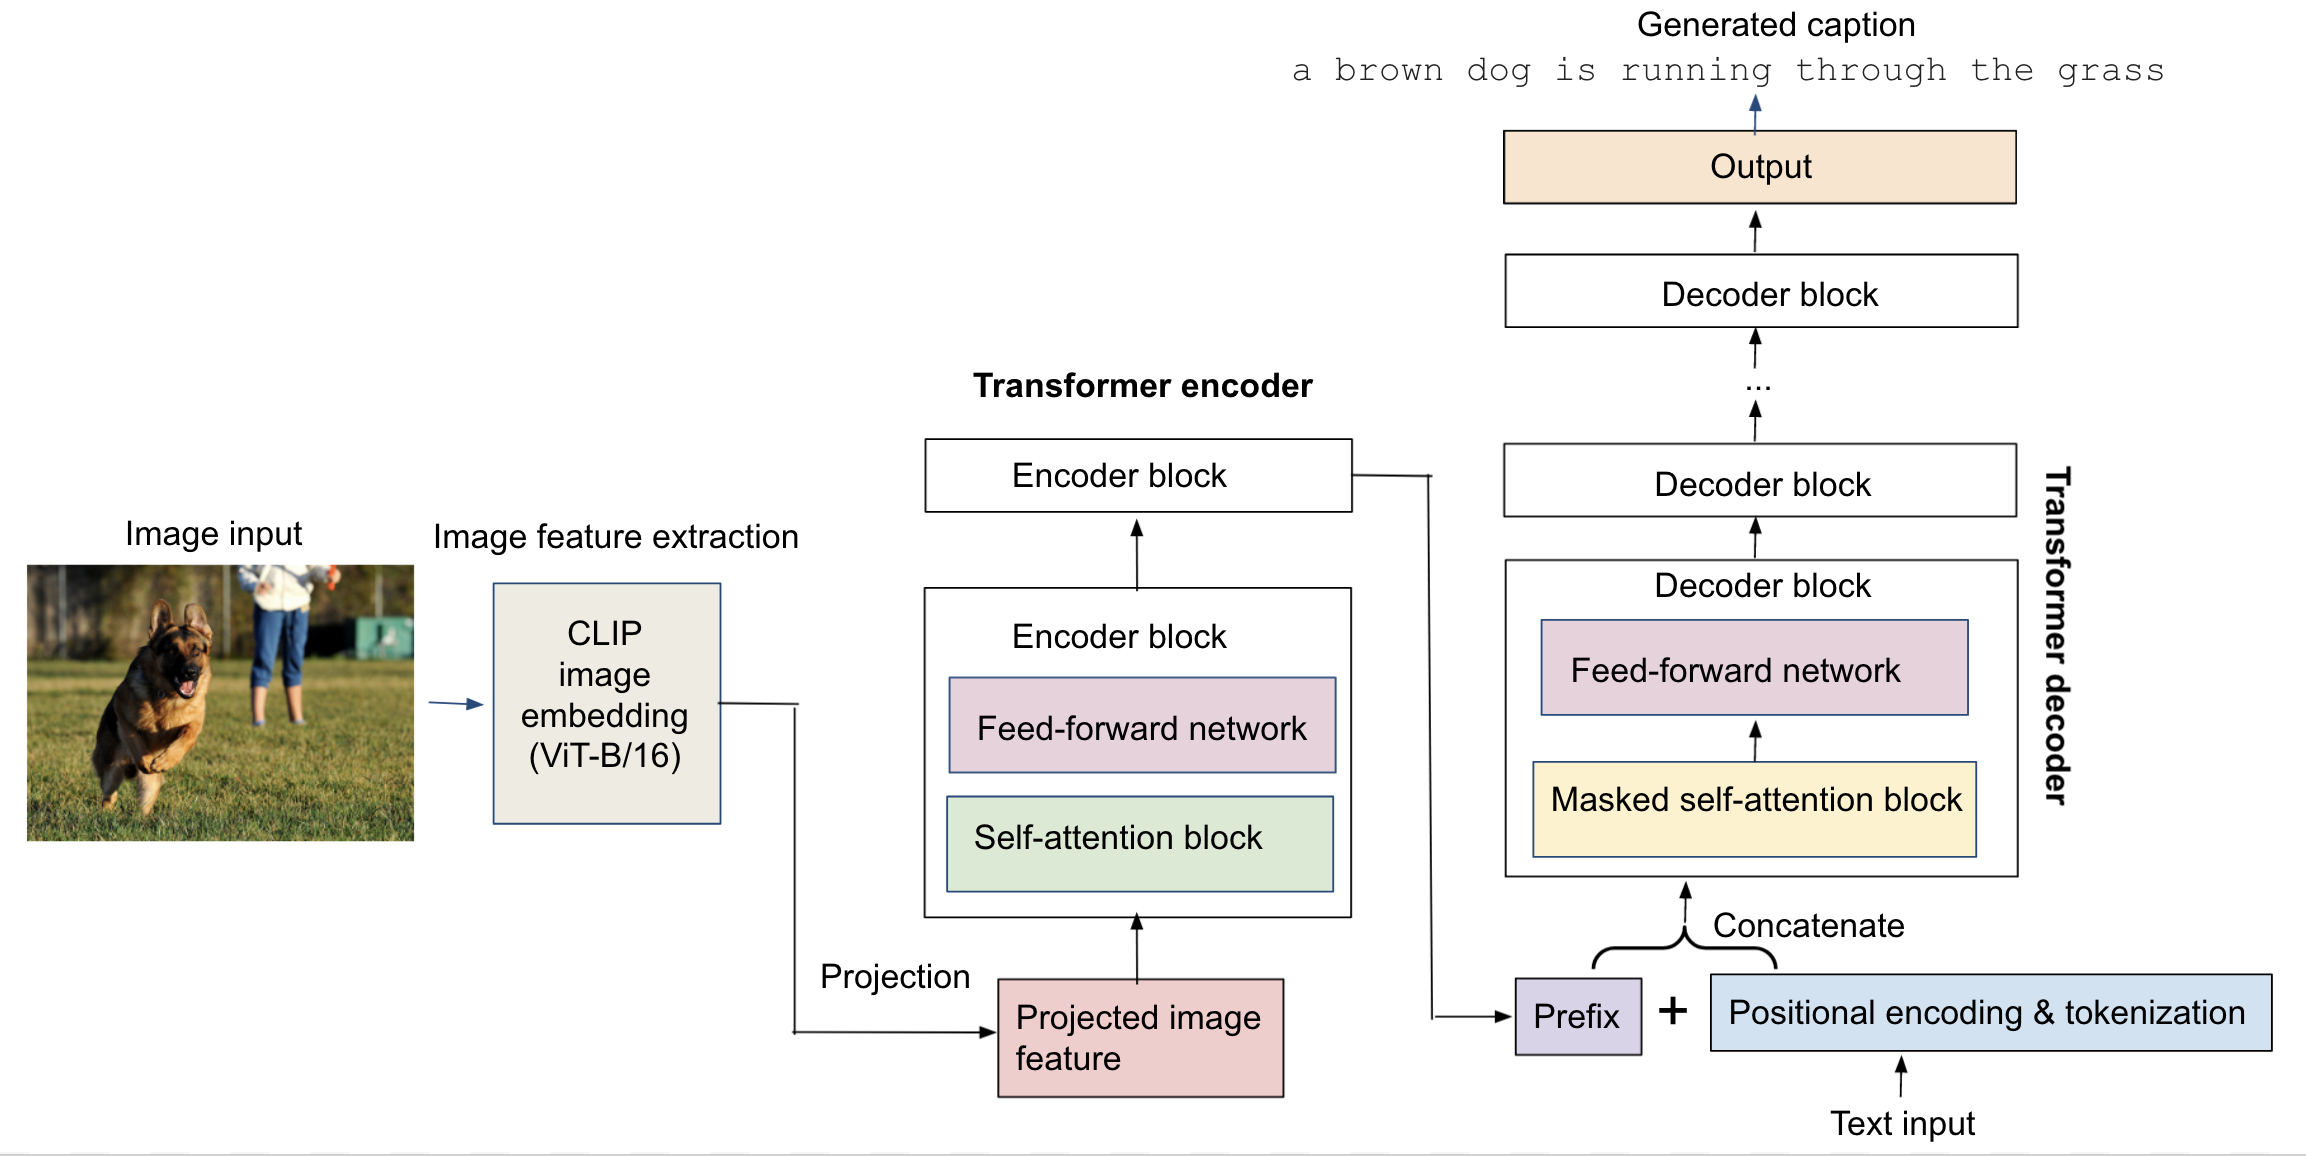 Generated caption
a brown dog is running through the grass
Output
Decoder block
...
Decoder block
Decoder block
Feed-forward network
Masked self-attention block
Transformer decoder
Concatenate
Prefix
+
Positional encoding & tokenization
Text input
Transformer encoder
Encoder block
Encoder block
Feed-forward network
Self-attention block
Projection
Projected image
feature
Image input
Image feature extraction
CLIP
image
embedding
(ViT-B/16)